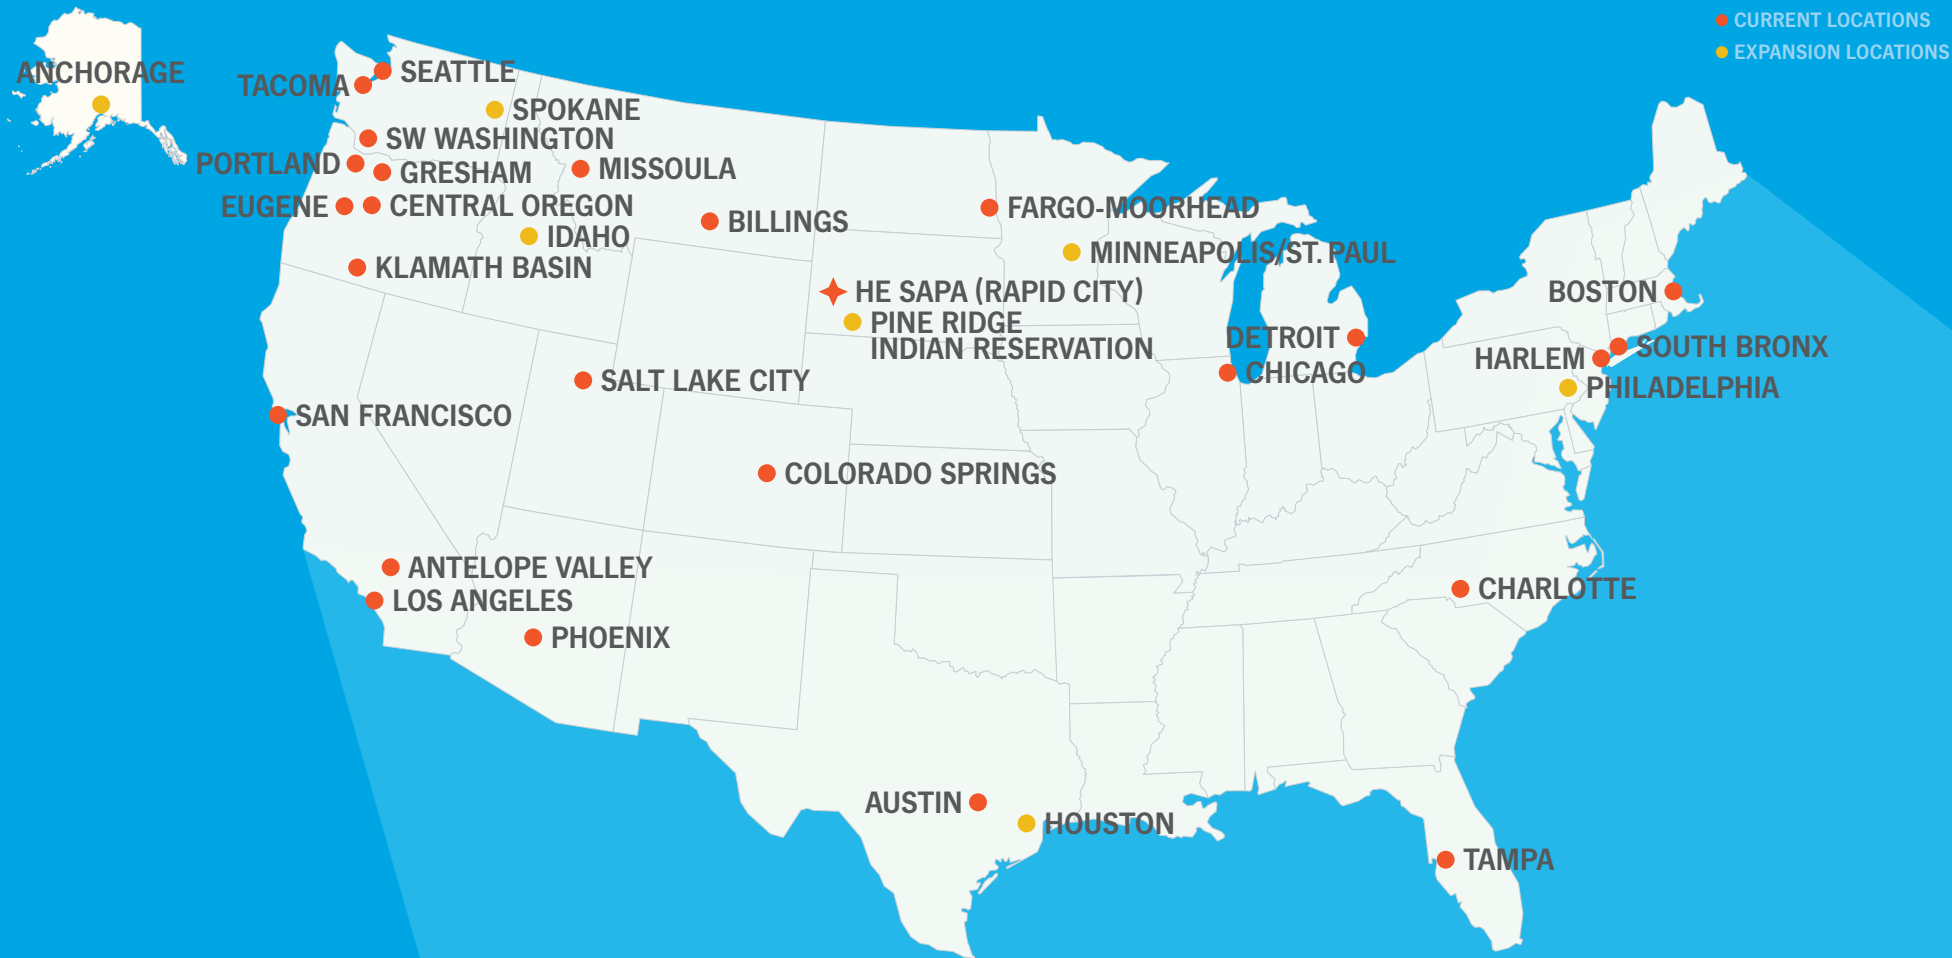 CURRENT LOCATIONS
EXPANSION LOCATIONS
ANCHORAGE
SEATTLE
TACOMA
SPOKANE
SW WASHINGTON
PORTLAND
GRESHAM
MISSOULA
EUGENE
CENTRAL OREGON
BILLINGS
FARGO-MOORHEAD
IDAHO
MINNEAPOLIS/ST. PAUL
KLAMATH BASIN
HE SAPA (RAPID CITY)
BOSTON
PINE RIDGE
INDIAN RESERVATION
DETROIT
SOUTH BRONX
HARLEM
CHICAGO
SALT LAKE CITY
PHILADELPHIA
SAN FRANCISCO
COLORADO SPRINGS
ANTELOPE VALLEY
CHARLOTTE
LOS ANGELES
PHOENIX
AUSTIN
HOUSTON
TAMPA